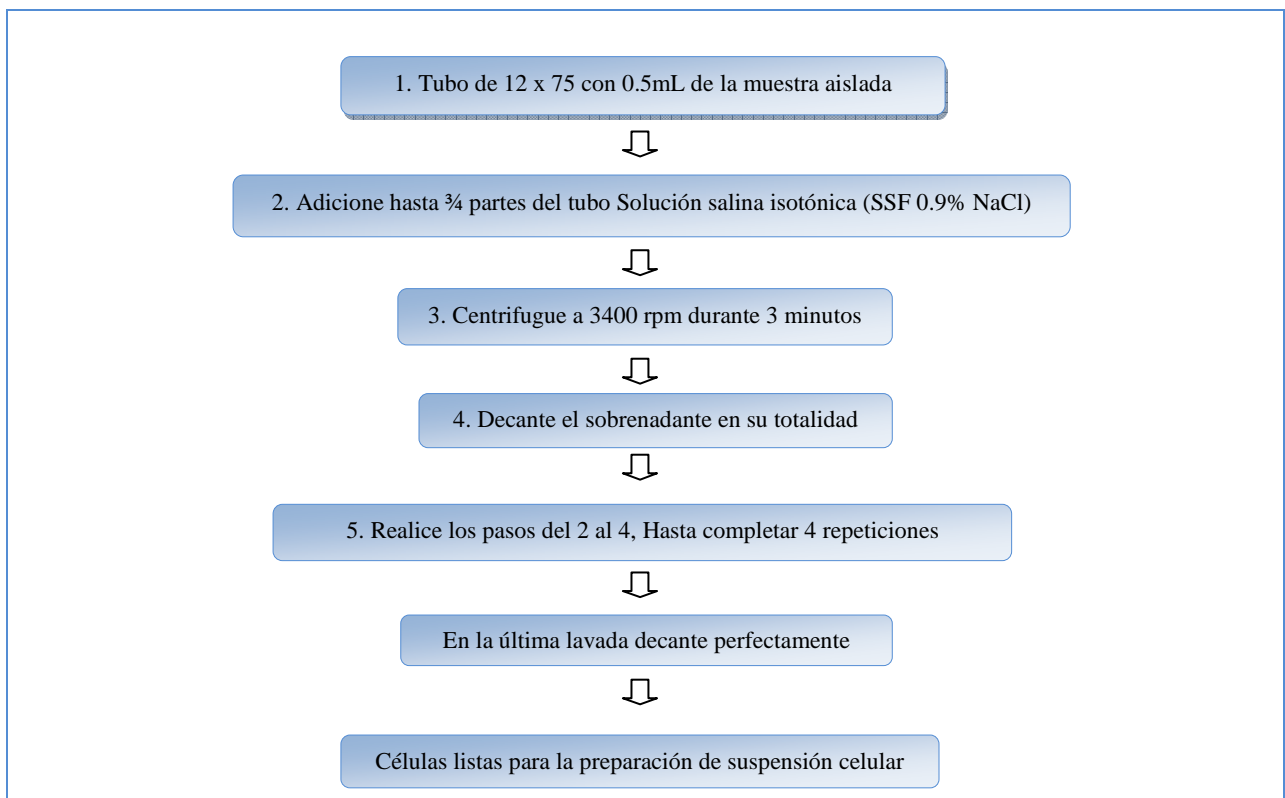 1. Tubo de 12 x 75 con 0.5mL de la muestra aislada
2. Adicione hasta ¾ partes del tubo Solución salina isotónica (SSF 0.9% NaCl)
3. Centrifugue a 3400 rpm durante 3 minutos
4. Decante el sobrenadante en su totalidad
5. Realice los pasos del 2 al 4, Hasta completar 4 repeticiones
En la última lavada decante perfectamente
Células listas para la preparación de suspensión celular